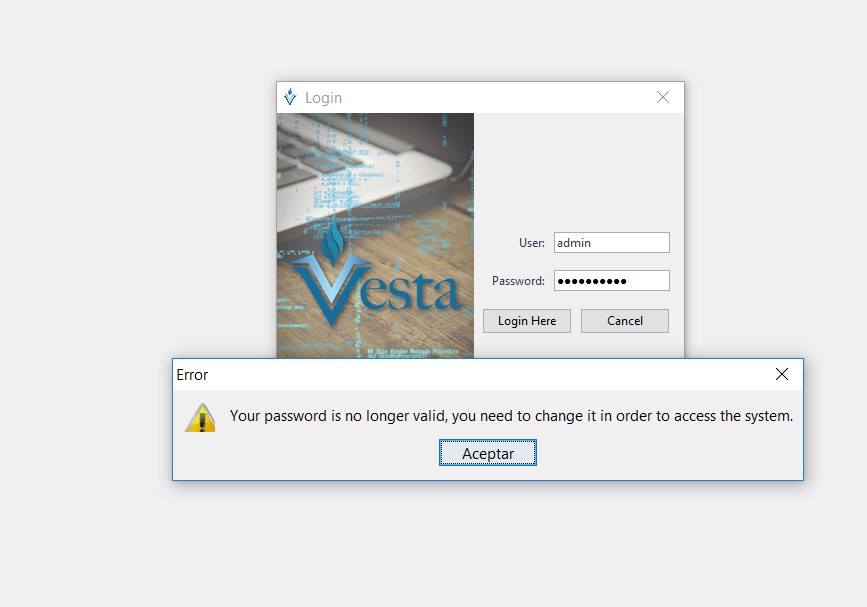 Login
Vesta
User: admin
Password: ••••••••••
Login Here Cancel
Error
Your password is no longer valid, you need to change it in order to access the system.
Aceptar